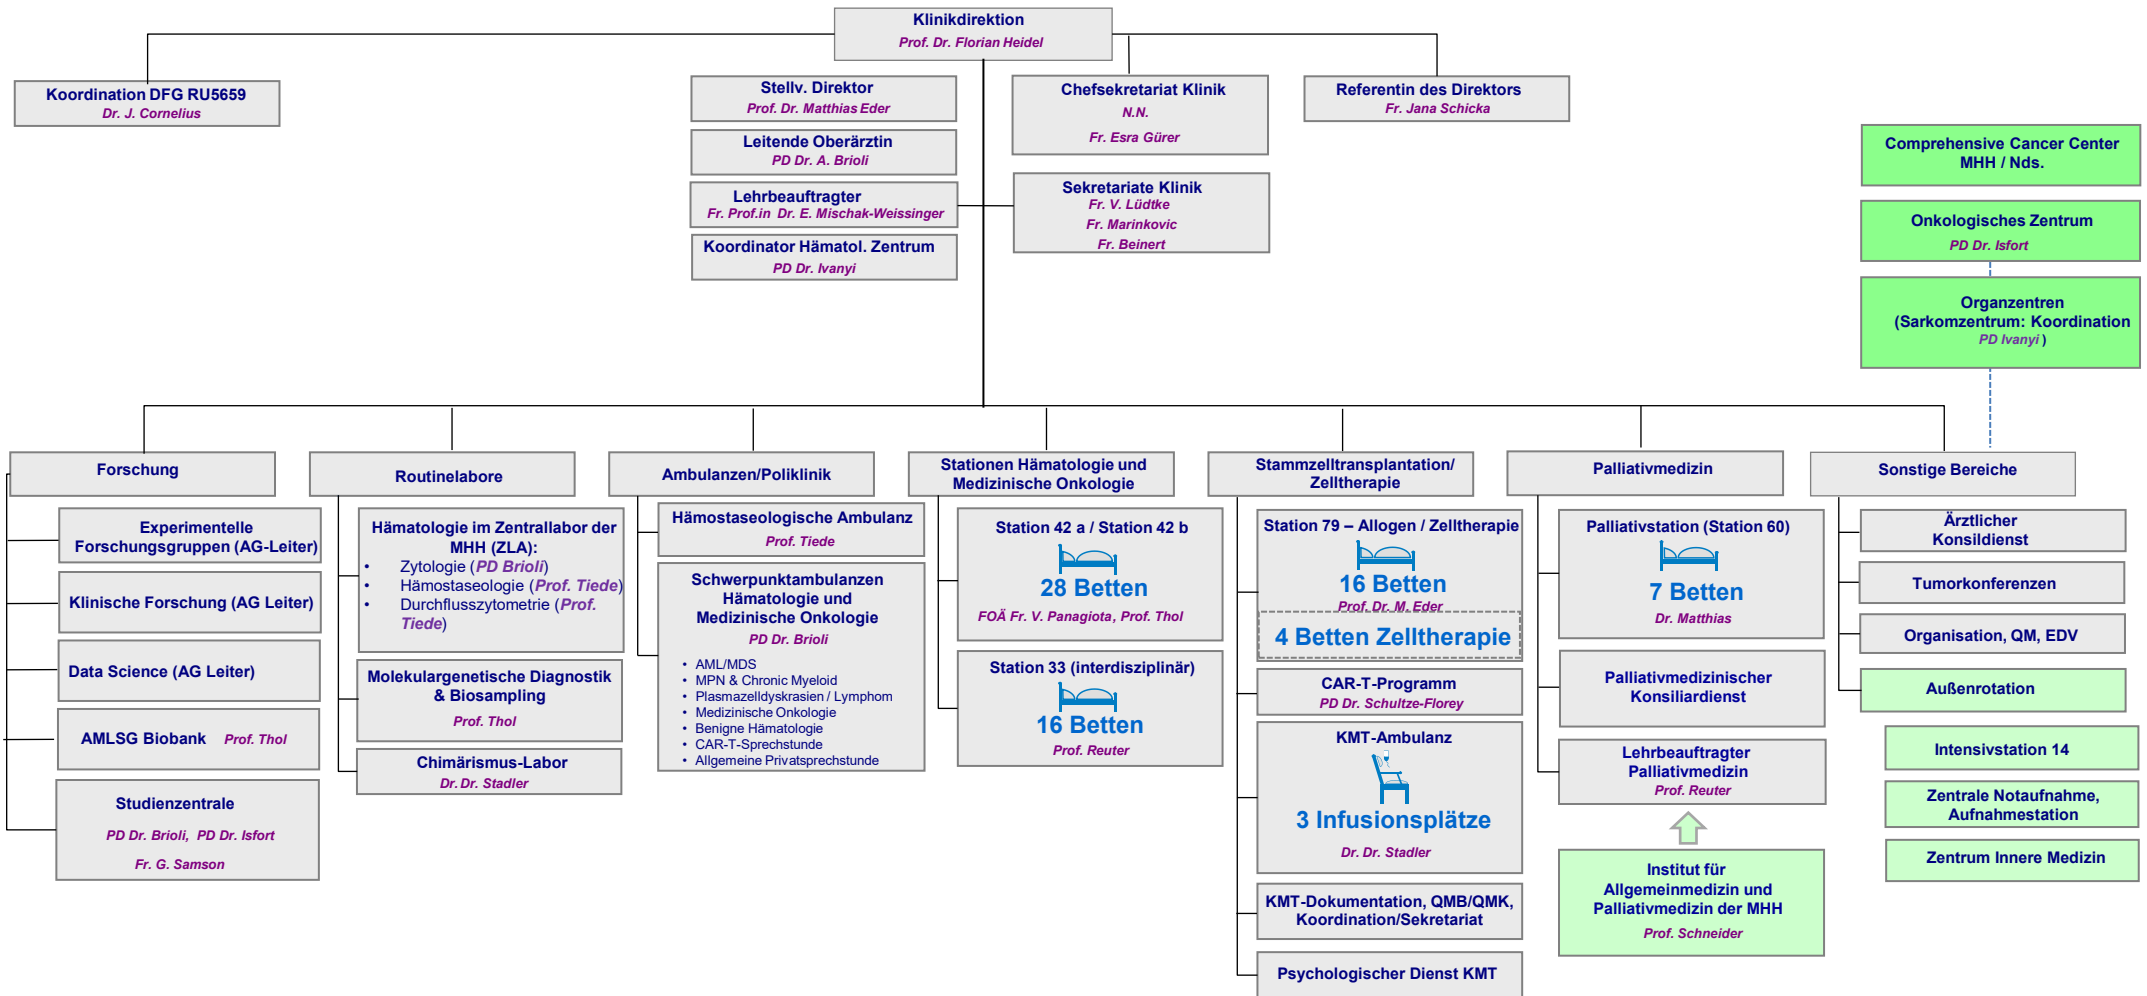 Klinikdirektion
Prof. Dr. Florian Heidel
Koordination DFG RU5659
Dr. J. Cornelius
Stellv. Direktor
Prof. Dr. Matthias Eder
Leitende Oberärztin
PD Dr. A. Brioli
Lehrbeauftragter
Fr. Prof.in Dr. E. Mischak-Weissinger
Koordinator Hämatol. Zentrum
PD Dr. Ivanyi
Chefsekretariat Klinik
N.N.
Fr. Esra Gürer
Sekretariate Klinik
Fr. V. Lüdtke
Fr. Marinkovic
Fr. Beinert
Referentin des Direktors
Fr. Jana Schicka
Comprehensive Cancer Center
MHH / Nds.
Onkologisches Zentrum
PD Dr. Isfort
Organzentren
(Sarkomzentrum: Koordination
PD Ivanyi )
Forschung
Experimentelle
Forschungsgruppen (AG-Leiter)
Klinische Forschung (AG Leiter)
Data Science (AG Leiter)
AMLSG Biobank Prof. Thol
Studienzentrale
PD Dr. Brioli, PD Dr. Isfort
Fr. G. Samson
Routinelabore
Hämatologie im Zentrallabor der
MHH (ZLA):
• Zytologie (PD Brioli)
• Hämostaseologie (Prof. Tiede)
• Durchflusszytometrie (Prof.
Tiede)
Molekulargenetische Diagnostik
& Biosampling
Prof. Thol
Chimärismus-Labor
Dr. Dr. Stadler
Ambulanzen/Poliklinik
Hämostaseologische Ambulanz
Prof. Tiede
Schwerpunktambulanzen
Hämatologie und
Medizinische Onkologie
PD Dr. Brioli
• AML/MDS
• MPN & Chronic Myeloid
• Plasmazelldyskrasien / Lymphom
• Medizinische Onkologie
• Benigne Hämatologie
• CAR-T-Sprechstunde
• Allgemeine Privatsprechstunde
Stationen Hämatologie und
Medizinische Onkologie
Station 42 a / Station 42 b
28 Betten
FOÄ Fr. V. Panagiota, Prof. Thol
Station 33 (interdisziplinär)
16 Betten
Prof. Reuter
Stammzelltransplantation/
Zelltherapie
Station 79 – Allogen / Zelltherapie
16 Betten
Prof. Dr. M. Eder
4 Betten Zelltherapie
CAR-T-Programm
PD Dr. Schultze-Florey
KMT-Ambulanz
3 Infusionsplätze
Dr. Dr. Stadler
KMT-Dokumentation, QMB/QMK,
Koordination/Sekretariat
Psychologischer Dienst KMT
Palliativmedizin
Palliativstation (Station 60)
7 Betten
Dr. Matthias
Palliativmedizinischer
Konsiliardienst
Lehrbeauftragter
Palliativmedizin
Prof. Reuter
Institut für
Allgemeinmedizin und
Palliativmedizin der MHH
Prof. Schneider
Sonstige Bereiche
Ärztlicher
Konsildienst
Tumorkonferenzen
Organisation, QM, EDV
Außenrotation
Intensivstation 14
Zentrale Notaufnahme,
Aufnahmestation
Zentrum Innere Medizin